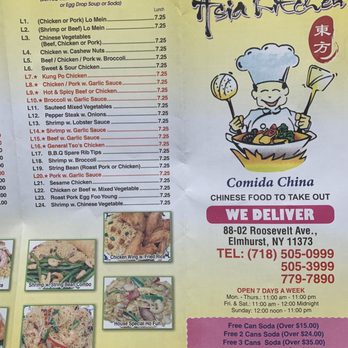 or Egg Drop Soup or Soda)
L1. (Chicken or Pork) Lo Mein 7.25
L2. (Shrimp or Beef) Lo Mein 7.25
L3. Chinese Vegetables
(Beef, Chicken or Pork) 7.25
L4. Chicken w. Cashew Nuts 7.25
L5. Beef / Chicken / Pork w. Broccoli 7.25
L6. Sweet & Sour Chicken 7.25
L7.★ Kung Po Chicken 7.25
L8.★ Chicken / Pork w. Garlic Sauce 7.25
L9.★ Hot & Spicy Beef or Chicken 7.25
L10.★ Broccoli w. Garlic Sauce 7.25
L11. Sauteed Mixed Vegetables 7.25
L12. Pepper Steak w. Onions 7.25
L13. Shrimp w. Lobster Sauce 7.25
L14.★ Shrimp w. Garlic Sauce 7.25
L15.★ Beef w. Garlic Sauce 7.25
L16.★ General Tso's Chicken 7.25
L17. B.B.Q Spare Rib Tips 7.25
L18. Shrimp w. Broccoli 7.25
L19. String Bean (Roast Pork or Chicken) 7.25
L20.★ Pork w. Garlic Sauce 7.25
L21. Sesame Chicken 7.25
L22. Chicken or Beef w. Mixed Vegetable 7.25
L23. Roast Pork Egg Foo Young 7.25
L24. Shrimp w. Chinese Vegetable 7.25
Chicken Wing w. Fried Rice
Shrimp w. String Bean Combo
House Special Ho Fun
Asia Kitchen
東方
Comida China
CHINESE FOOD TO TAKE OUT
WE DELIVER
88-02 Roosevelt Ave.,
Elmhurst, NY 11373
TEL: (718) 505-0999
505-3999
779-7890
OPEN 7 DAYS A WEEK
Mon. - Thurs.: 11:00 am - 11:00 pm
Fri. & Sat.: 11:00 am - 12:00 Midnight
Sunday: 12:00 noon - 11:00 pm
Free Can Soda (Over $15.00)
Free 2 Cans Soda (Over $24.00)
Free 3 Cans Soda (Over $35.00)